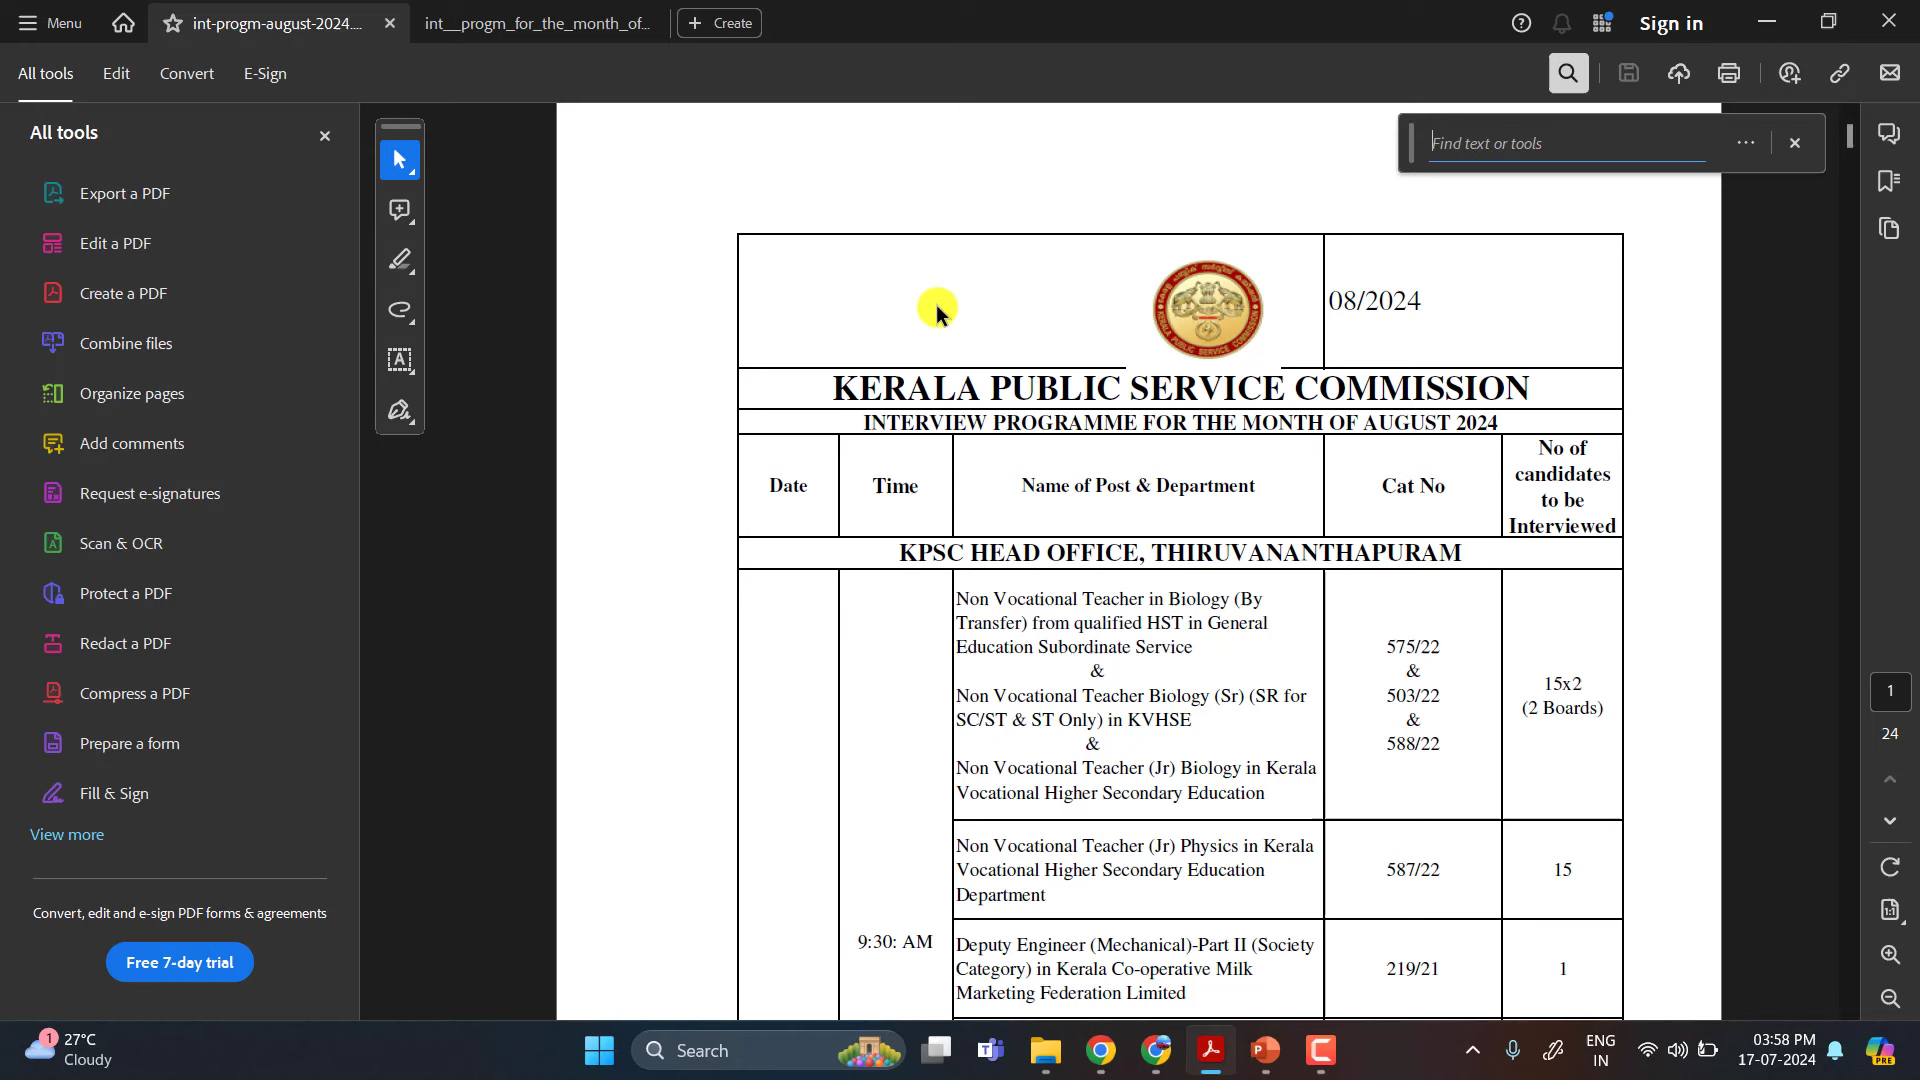 Menu
int-progm-august-2024....
int__progm_for_the_month_of...
Create
Sign in
All tools
Edit
Convert
E-Sign
All tools
Export a PDF
Edit a PDF
Create a PDF
Combine files
Organize pages
Add comments
Request e-signatures
Scan & OCR
Protect a PDF
Redact a PDF
Compress a PDF
Prepare a form
Fill & Sign
View more
Convert, edit and e-sign PDF forms & agreements
Free 7-day trial
Find text or tools
08/2024
KERALA PUBLIC SERVICE COMMISSION
INTERVIEW PROGRAMME FOR THE MONTH OF AUGUST 2024
Date
Time
Name of Post & Department
Cat No
No of
candidates
to be
Interviewed
KPSC HEAD OFFICE, THIRUVANANTHAPURAM
9:30: AM
Non Vocational Teacher in Biology (By
Transfer) from qualified HST in General
Education Subordinate Service
&
Non Vocational Teacher Biology (Sr) (SR for
SC/ST & ST Only) in KVHSE
&
Non Vocational Teacher (Jr) Biology in Kerala
Vocational Higher Secondary Education
575/22
&
503/22
&
588/22
15x2
(2 Boards)
Non Vocational Teacher (Jr) Physics in Kerala
Vocational Higher Secondary Education
Department
587/22
15
Deputy Engineer (Mechanical)-Part II (Society
Category) in Kerala Co-operative Milk
Marketing Federation Limited
219/21
1
1
24
1
27°C
Cloudy
Search
ENG
IN
03:58 PM
17-07-2024
PRE